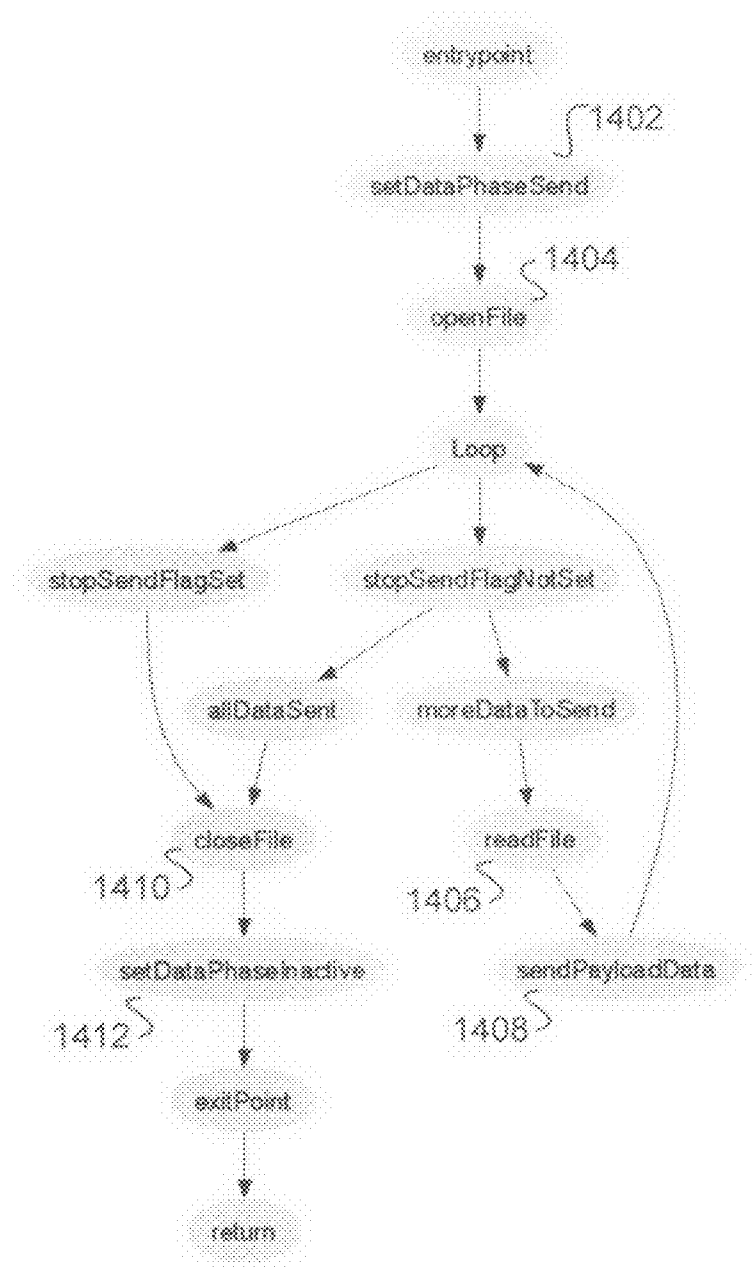 entrypoint
1402
setDataPhaseSend
1404
openFile
Loop
stopSendFlagSet
stopSendFlagNotSet
allDataSent
moreDataToSend
closeFile
readFile
1410
1406
setDataPhaseInactive
sendPayloadData
1412
1408
exitPoint
return